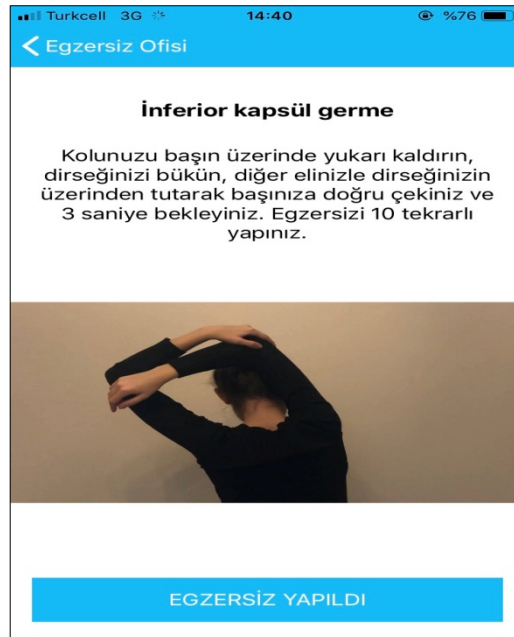 Turkcell 3G 14:40 %76
Egzersiz Ofisi
İnferior kapsül germe
Kolunuzu başın üzerinde yukarı kaldırın,
dirseğinizi bükün, diğer elinizle dirseğinizin
üzerinden tutarak başınıza doğru çekiniz ve
3 saniye bekleyiniz. Egzersizi 10 tekrarlı
yapınız.
EGZERSİZ YAPILDI